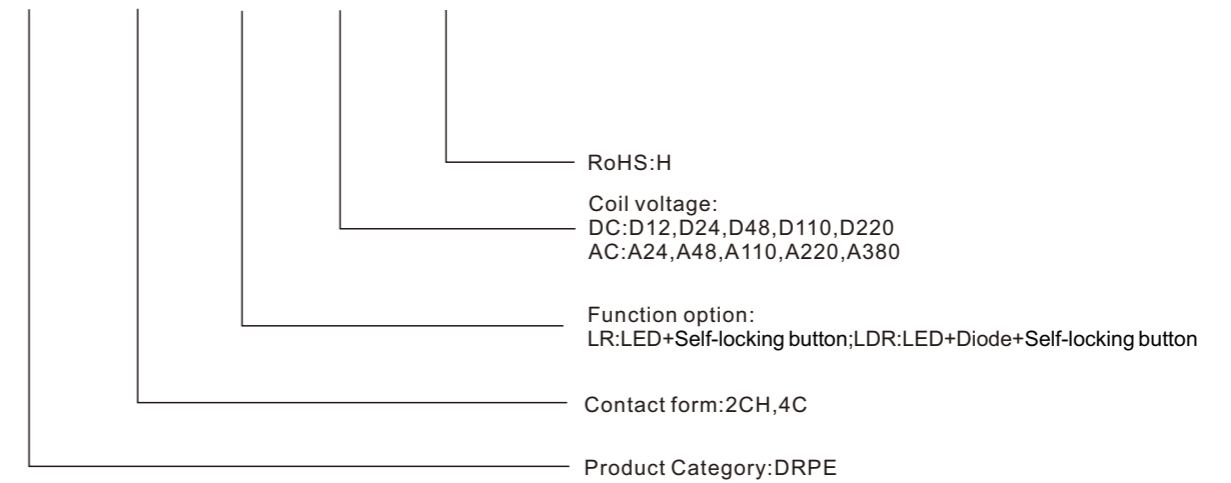 RoHS:H
Coil voltage:
DC:D12,D24,D48,D110,D220
AC:A24,A48,A110,A220,A380
Function option:
LR:LED+Self-locking button;LDR:LED+Diode+Self-locking button
Contact form:2CH,4C
Product Category:DRPE